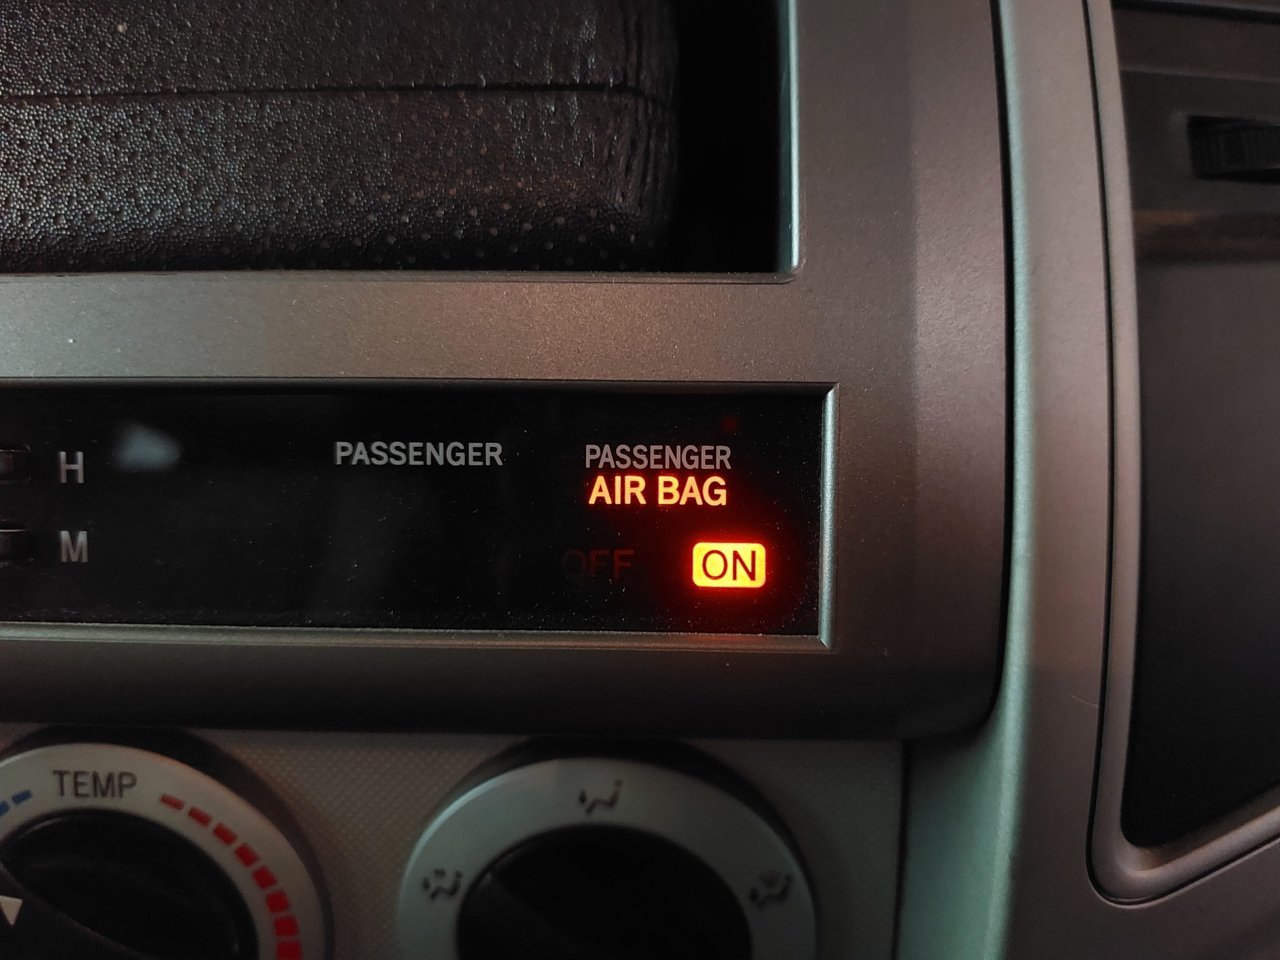 H
PASSENGER
PASSENGER
AIR BAG
M
OFF
ON
TEMP